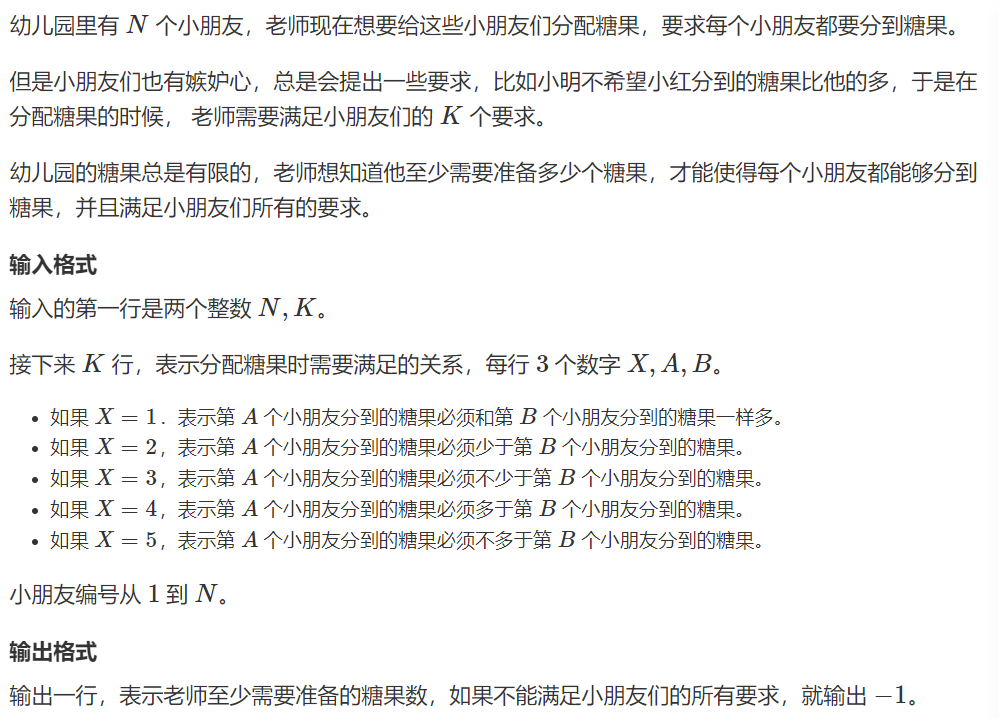 幼儿园里有 N 个小朋友，老师现在想要给这些小朋友们分配糖果，要求每个小朋友都要分到糖果。
但是小朋友们也有嫉妒心，总是会提出一些要求，比如小明不希望小红分到的糖果比他的多，于是在
分配糖果的时候， 老师需要满足小朋友们的 K 个要求。
幼儿园的糖果总是有限的，老师想知道他至少需要准备多少个糖果，才能使得每个小朋友都能够分到
糖果，并且满足小朋友们所有的要求。
输入格式
输入的第一行是两个整数 N, K。
接下来 K 行，表示分配糖果时需要满足的关系，每行 3 个数字 X, A, B。
• 如果 X = 1．表示第 A 个小朋友分到的糖果必须和第 B 个小朋友分到的糖果一样多。
• 如果 X = 2，表示第 A 个小朋友分到的糖果必须少于第 B 个小朋友分到的糖果。
• 如果 X = 3，表示第 A 个小朋友分到的糖果必须不少于第 B 个小朋友分到的糖果。
• 如果 X = 4，表示第 A 个小朋友分到的糖果必须多于第 B 个小朋友分到的糖果。
• 如果 X = 5，表示第 A 个小朋友分到的糖果必须不多于第 B 个小朋友分到的糖果。
小朋友编号从 1 到 N。
输出格式
输出一行，表示老师至少需要准备的糖果数，如果不能满足小朋友们的所有要求，就输出 −1。